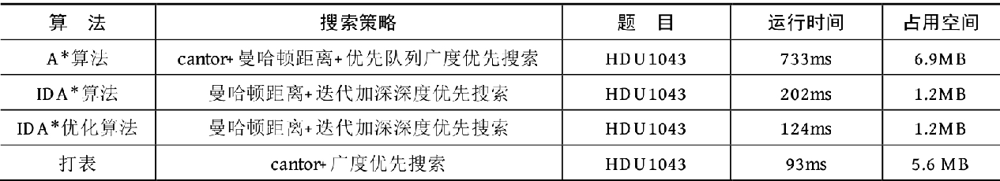 算 法 搜索策略 题 目 运行时间 占用空间
A*算法 cantor+曼哈顿距离+优先队列广度优先搜索 HDU1043 733ms 6.9MB
IDA*算法 曼哈顿距离+迭代加深深度优先搜索 HDU1043 202ms 1.2MB
IDA*优化算法 曼哈顿距离+迭代加深深度优先搜索 HDU1043 124ms 1.2MB
打表 cantor+广度优先搜索 HDU1043 93ms 5.6 MB